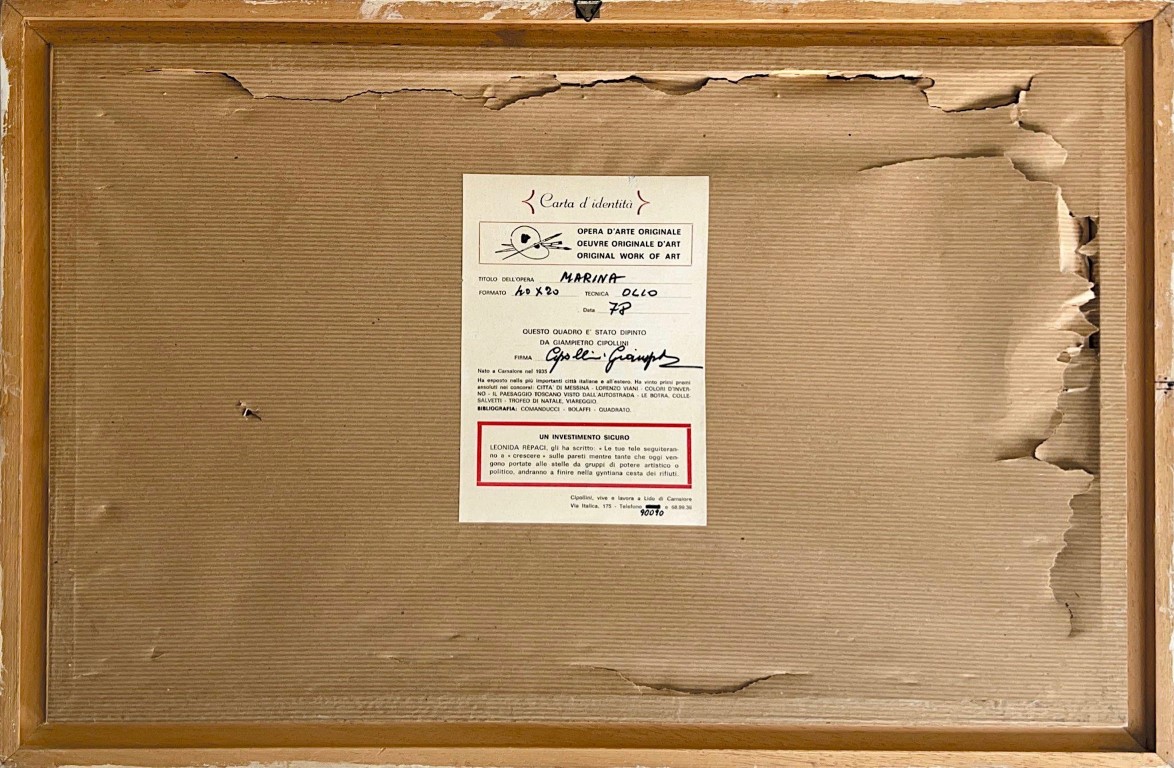 Carta d'identità
OPERA D'ARTE ORIGINALE
OEUVRE ORIGINALE D'ART
ORIGINAL WORK OF ART
TITOLO DELL'OPERA MARINA
FORMATO 40 X 20 TECNICA OLIO
Data 78
QUESTO QUADRO E' STATO DIPINTO
DA GIAMPIETRO CIPOLLINI
FIRMA Cipollini Giamp
Nato a Camaiore nel 1935
Ha esposto nelle più importanti città italiane e all'estero. Ha vinto primi premi
assoluti nei concorsi: CITTA' DI MESSINA - LORENZO VIANI - COLORI D'INVER-
NO - IL PAESAGGIO TOSCANO VISTO DALL'AUTOSTRADA - LE BOTRA, COLLE-
SALVETTI - TROFEO DI NATALE, VIAREGGIO.
BIBLIOGRAFIA: COMANDUCCI - BOLAFFI - QUADRATO.
UN INVESTIMENTO SICURO
LEONIDA RÈPACI, gli ha scritto: « Le tue tele seguiteran-
no a « crescere » sulle pareti mentre tante che oggi ven-
gono portate alle stelle da gruppi di potere artistico o
politico, andranno a finire nella gyntiana cesta dei rifiuti.
Cipollini, vive e lavora a Lido di Camaiore
Via Italica, 175 - Telefono e 68.99.36
90090